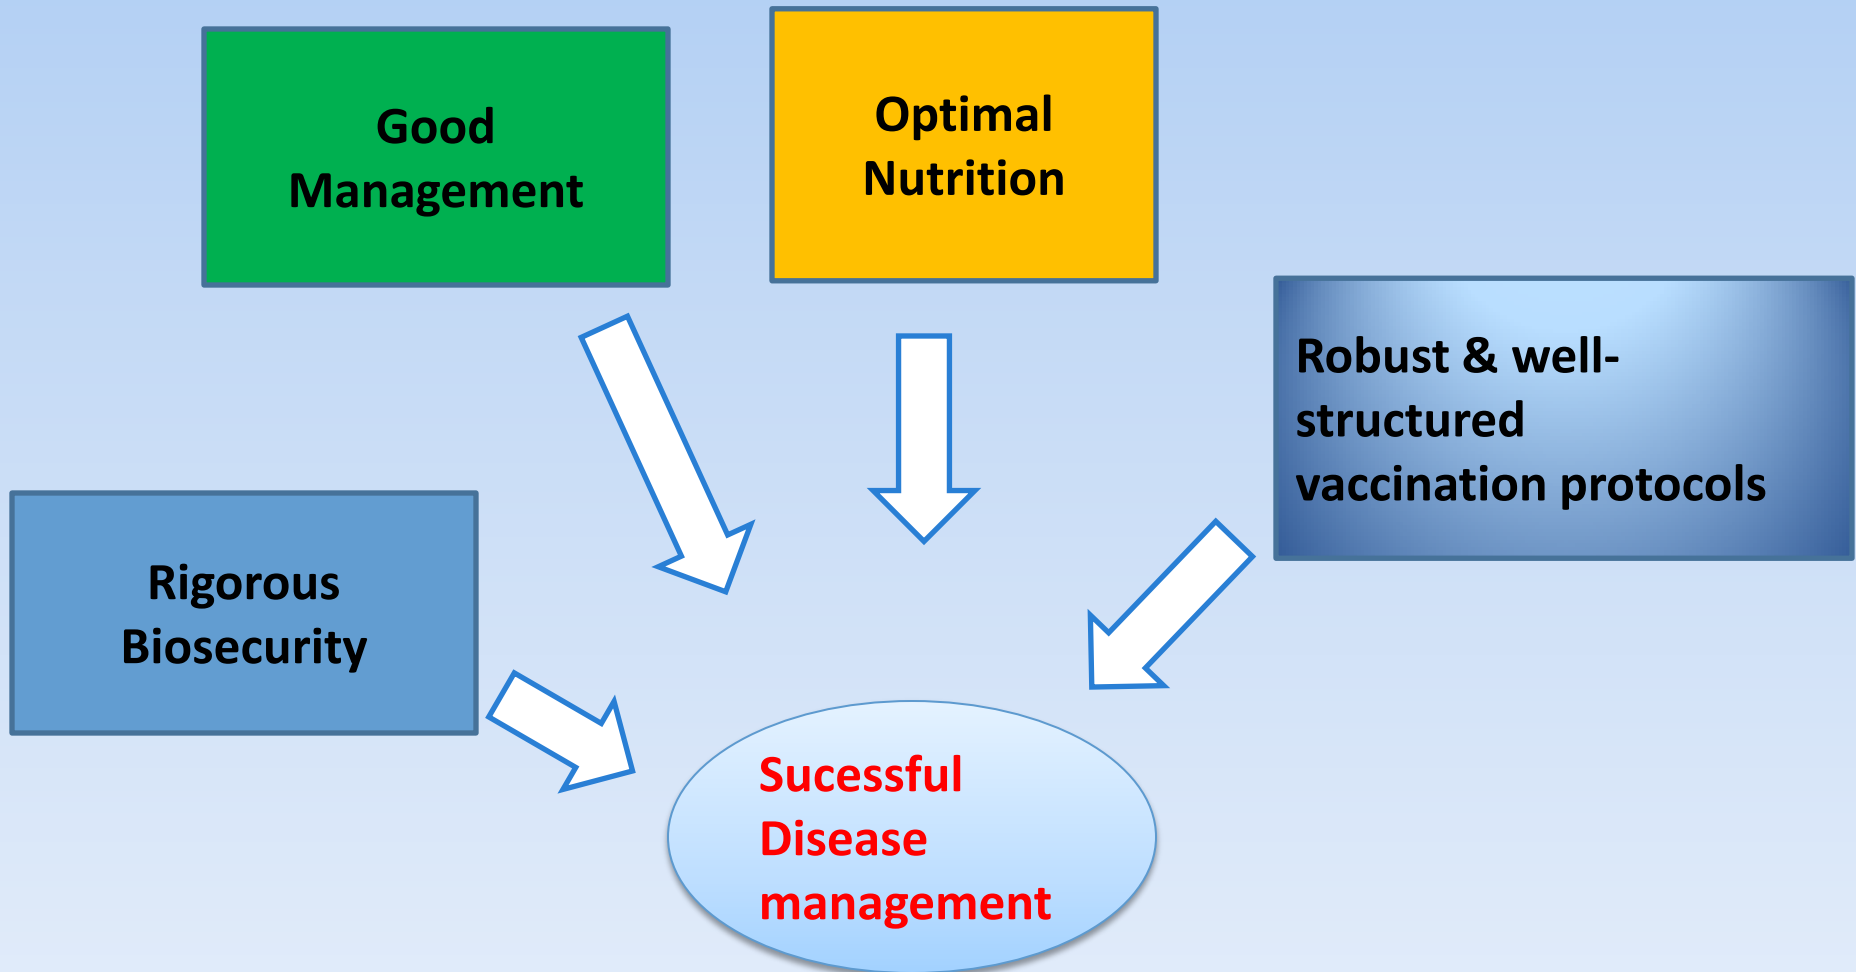 Good
Management
Optimal
Nutrition
Robust & well-
structured
vaccination protocols
Rigorous
Biosecurity
Sucessful
Disease
management